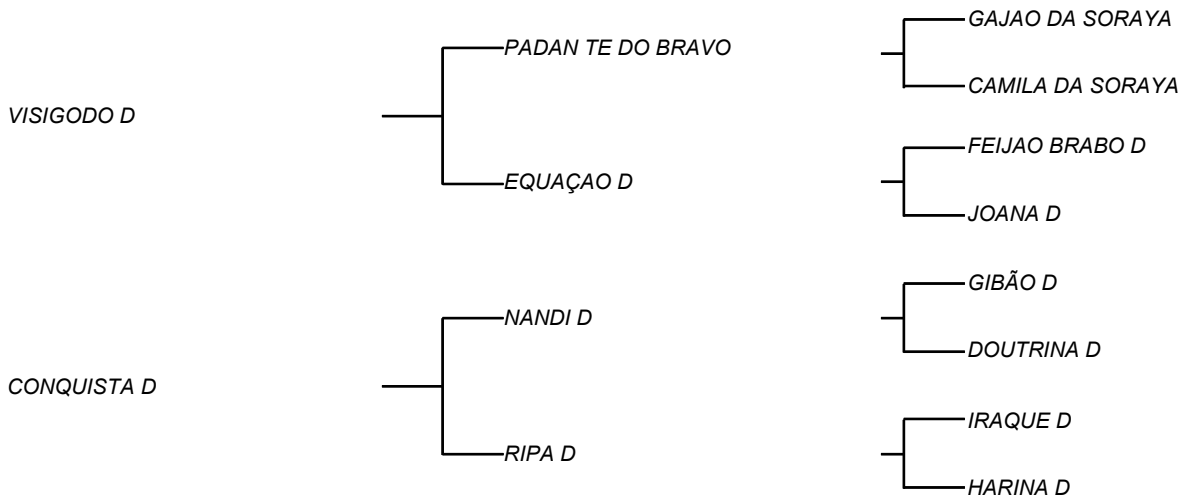 GAJAO DA SORAYA
PADAN TE DO BRAVO
CAMILA DA SORAYA
VISIGODO D
FEIJAO BRABO D
EQUAÇAO D
JOANA D
GIBÃO D
NANDI D
DOUTRINA D
CONQUISTA D
IRAQUE D
RIPA D
HARINA D